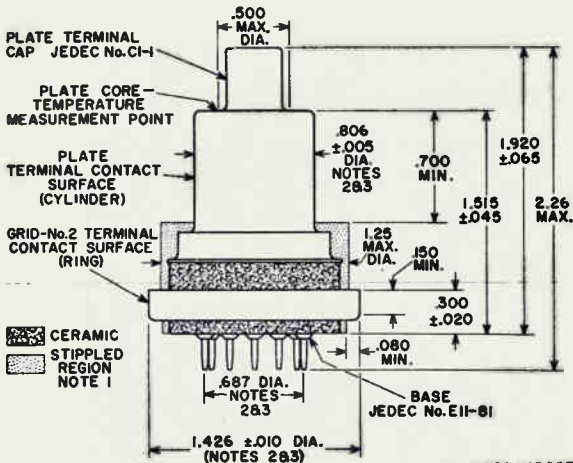 .500
MAX.
DIA.
PLATE TERMINAL
CAP JEDEC No.C1-1
PLATE CORE-
TEMPERATURE
MEASUREMENT POINT
.806
±.005
DIA.
NOTES
2&3
.700
MIN.
1.920
±.065
PLATE
TERMINAL CONTACT
SURFACE
(CYLINDER)
1.515
±.045
2.26
MAX.
GRID-No.2 TERMINAL
CONTACT SURFACE
(RING)
1.25
MAX.
DIA.
.150
MIN.
.300
±.020
CERAMIC
STIPPLED
REGION
NOTE 1
.080
MIN.
.687 DIA.
NOTES
2&3
BASE
JEDEC No.E11-81
1.426 ±.010 DIA.
(NOTES 2&3)